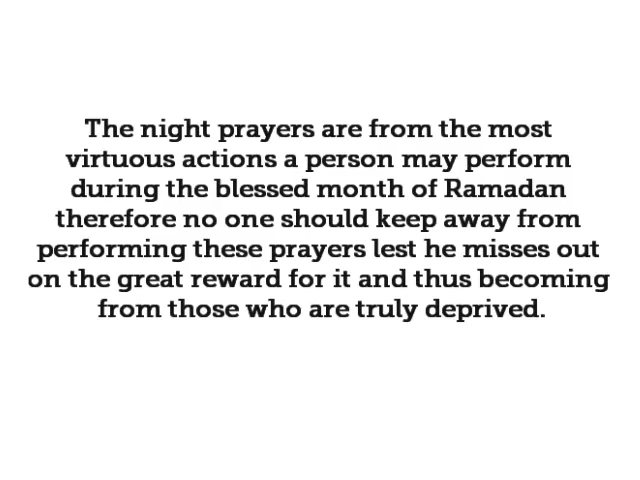 The night prayers are from the most
virtuous actions a person may perform
during the blessed month of Ramadan
therefore no one should keep away from
performing these prayers lest he misses out
on the great reward for it and thus becoming
from those who are truly deprived.